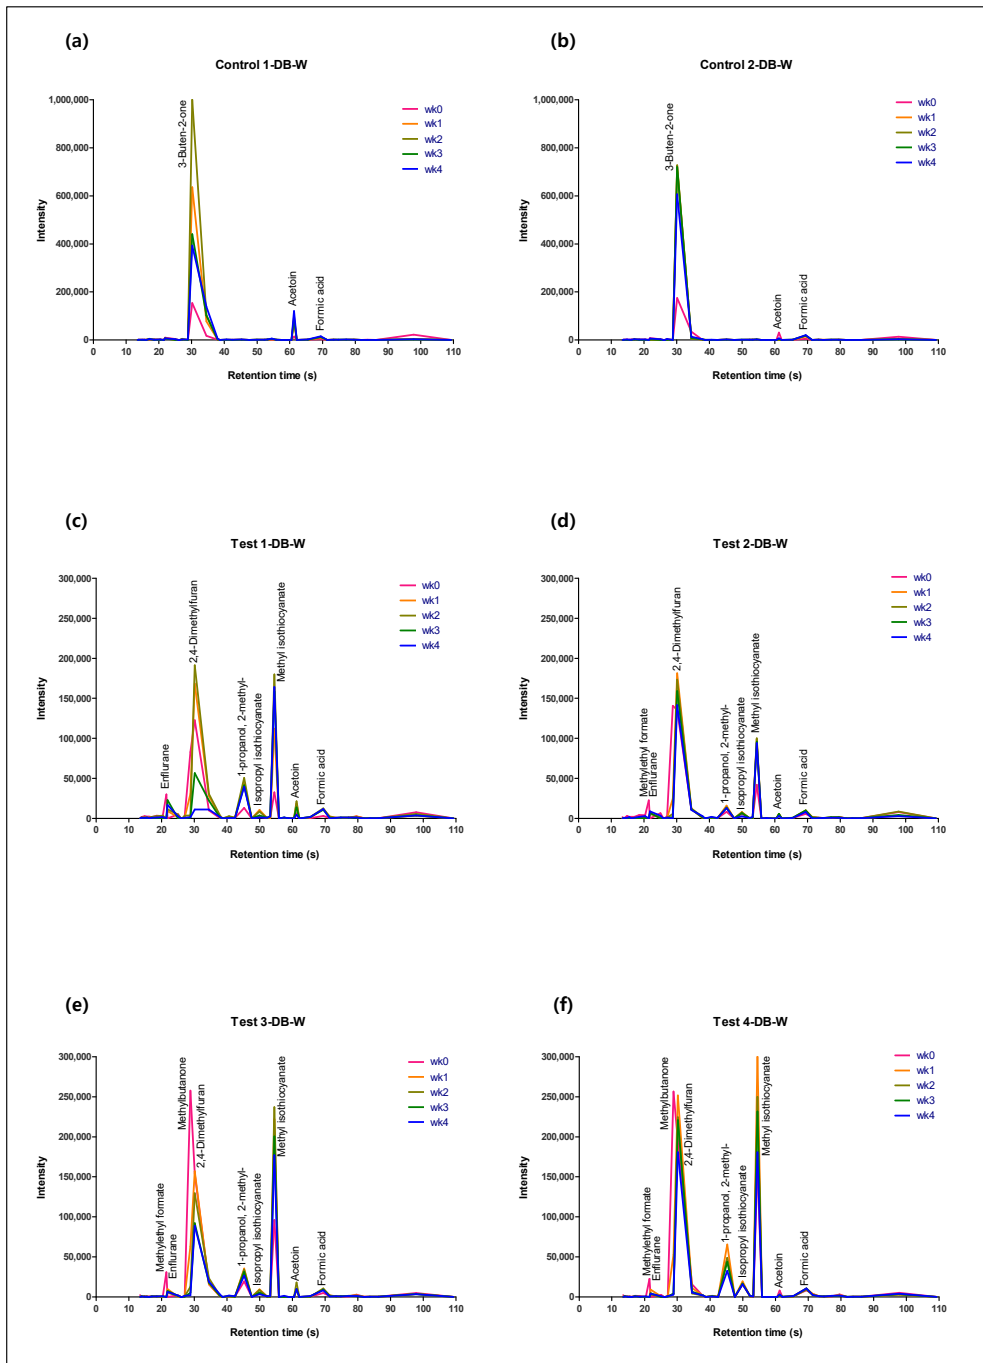 (a)
Control 1-DB-W
1,000,000
800,000
600,000
400,000
200,000
0
Intensity
3-Buten-2-one
Acetoin
Formic acid
wk0
wk1
wk2
wk3
wk4
0 10 20 30 40 50 60 70 80 90 100 110
Retention time (s)
(b)
Control 2-DB-W
1,000,000
800,000
600,000
400,000
200,000
0
Intensity
3-Buten-2-one
Acetoin
Formic acid
wk0
wk1
wk2
wk3
wk4
0 10 20 30 40 50 60 70 80 90 100 110
Retention time (s)
(c)
Test 1-DB-W
300,000
250,000
200,000
150,000
100,000
50,000
0
Intensity
Enflurane
2,4-Dimethylfuran
1-propanol, 2-methyl-
Isopropyl isothiocyanate
Methyl isothiocyanate
Acetoin
Formic acid
wk0
wk1
wk2
wk3
wk4
0 10 20 30 40 50 60 70 80 90 100 110
Retention time (s)
(d)
Test 2-DB-W
300,000
250,000
200,000
150,000
100,000
50,000
0
Intensity
Methylethyl formate
Enflurane
2,4-Dimethylfuran
1-propanol, 2-methyl-
Isopropyl isothiocyanate
Methyl isothiocyanate
Acetoin
Formic acid
wk0
wk1
wk2
wk3
wk4
0 10 20 30 40 50 60 70 80 90 100 110
Retention time (s)
(e)
Test 3-DB-W
300,000
250,000
200,000
150,000
100,000
50,000
0
Intensity
Methylethyl formate
Enflurane
Methylbutanone
2,4-Dimethylfuran
1-propanol, 2-methyl-
Isopropyl isothiocyanate
Methyl isothiocyanate
Acetoin
Formic acid
wk0
wk1
wk2
wk3
wk4
0 10 20 30 40 50 60 70 80 90 100 110
Retention time (s)
(f)
Test 4-DB-W
300,000
250,000
200,000
150,000
100,000
50,000
0
Intensity
Methylethyl formate
Enflurane
Methylbutanone
2,4-Dimethylfuran
1-propanol, 2-methyl-
Isopropyl isothiocyanate
Methyl isothiocyanate
Acetoin
Formic acid
wk0
wk1
wk2
wk3
wk4
0 10 20 30 40 50 60 70 80 90 100 110
Retention time (s)